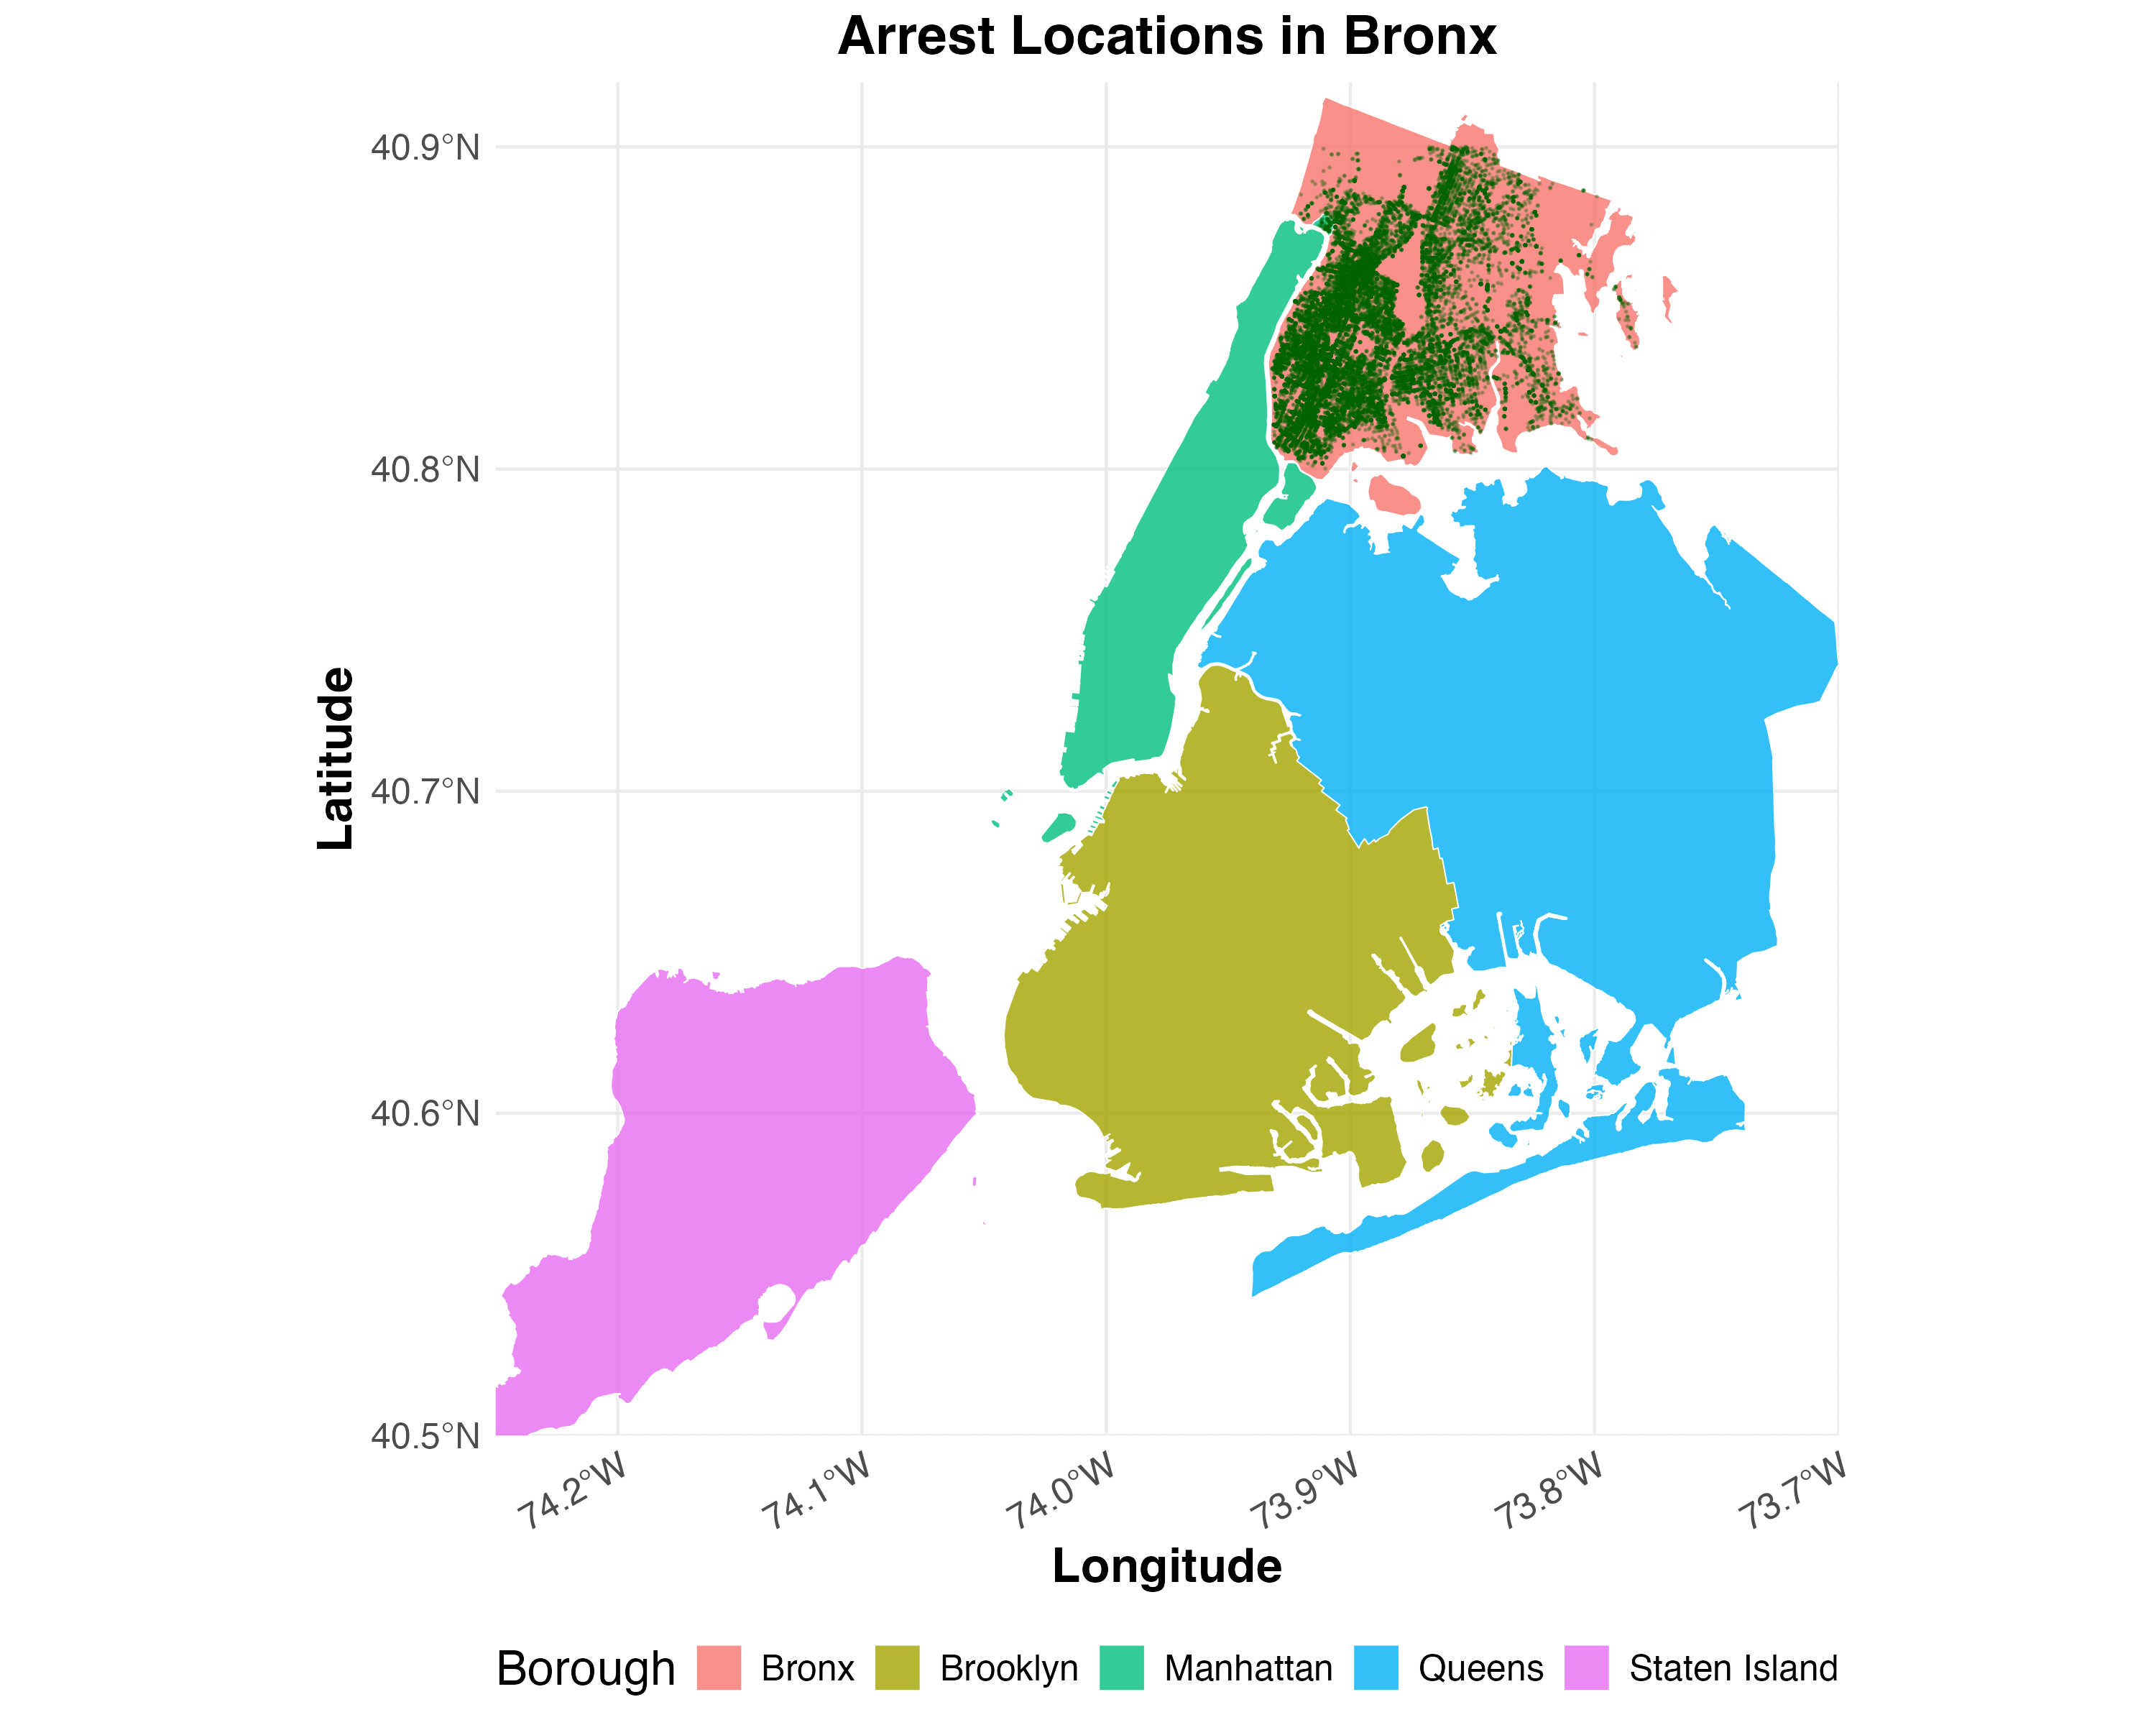 Arrest Locations in Bronx
40.9°N
40.8°N
40.7°N
40.6°N
40.5°N
Latitude
74.2°W
74.1°W
74.0°W
73.9°W
73.8°W
73.7°W
Longitude
Borough Bronx Brooklyn Manhattan Queens Staten Island